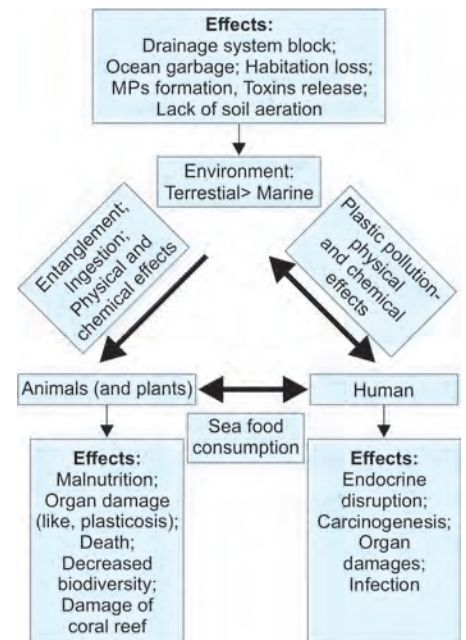 Effects:
Drainage system block;
Ocean garbage; Habitation loss;
MPs formation, Toxins release;
Lack of soil aeration
Environment:
Terrestial> Marine
Entanglement;
Ingestion;
Physical and
chemical effects
Plastic pollution-
physical
and chemical
effects
Animals (and plants)
Human
Sea food
consumption
Effects:
Malnutrition;
Organ damage
(like, plasticosis);
Death;
Decreased
biodiversity;
Damage of
coral reef
Effects:
Endocrine
disruption;
Carcinogenesis;
Organ
damages;
Infection